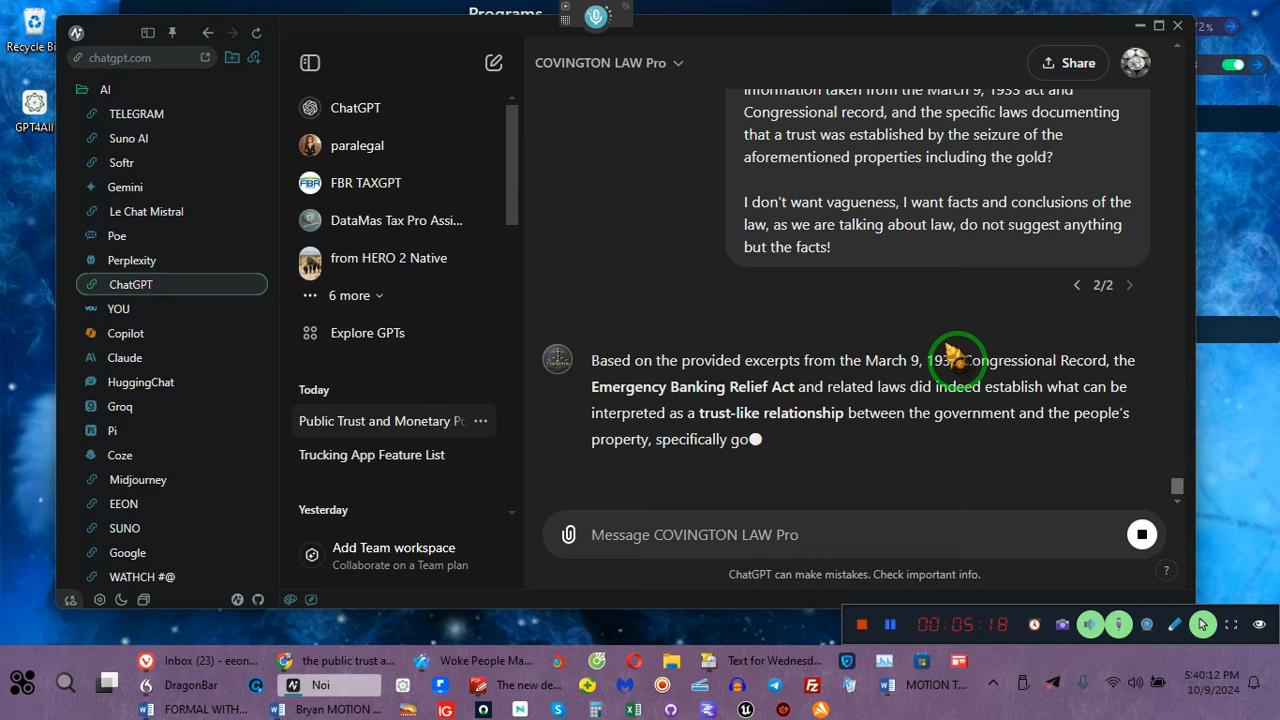 Programs
Recycle Bi
GPT4All
chatgpt.com
AI
TELEGRAM
Suno AI
Softr
Gemini
Le Chat Mistral
Poe
Perplexity
ChatGPT
YOU
Copilot
Claude
HuggingChat
Groq
Pi
Coze
Midjourney
EEON
SUNO
Google
WATHCH #@
ChatGPT
paralegal
FBR TAXGPT
DataMas Tax Pro Assi...
from HERO 2 Native
6 more
Explore GPTs
Today
Public Trust and Monetary Po
Trucking App Feature List
Yesterday
Add Team workspace
Collaborate on a Team plan
COVINGTON LAW Pro
Share
information taken from the March 9, 1933 act and
Congressional record, and the specific laws documenting
that a trust was established by the seizure of the
aforementioned properties including the gold?
I don't want vagueness, I want facts and conclusions of the
law, as we are talking about law, do not suggest anything
but the facts!
2/2
Based on the provided excerpts from the March 9, Congressional Record, the
Emergency Banking Relief Act and related laws did indeed establish what can be
interpreted as a trust-like relationship between the government and the people's
property, specifically go
Message COVINGTON LAW Pro
ChatGPT can make mistakes. Check important info.
?
2%
00:05:18
Inbox (23) - eeon...
the public trust a...
Woke People Ma...
Text for Wednesd...
DragonBar
Noi
The new de...
MOTION T...
FORMAL WITH...
Bryan MOTION ...
5:40:12 PM
10/9/2024